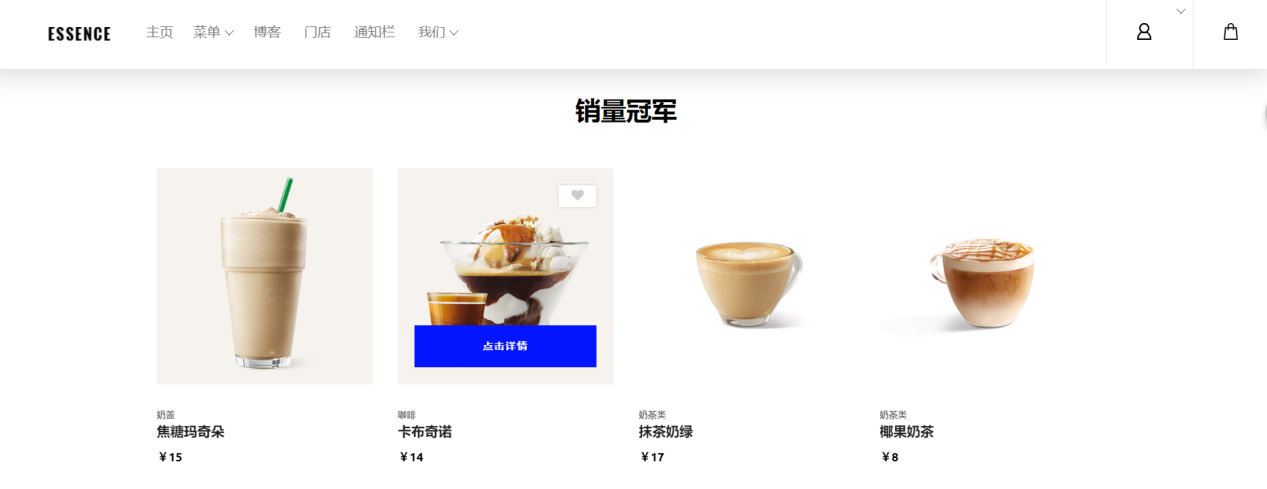 ESSENCE 主页 菜单 博客 门店 通知栏 我们
销量冠军
点击详情
奶盖
焦糖玛奇朵
￥15
咖啡
卡布奇诺
￥14
奶茶类
抹茶奶绿
￥17
奶茶类
椰果奶茶
￥8